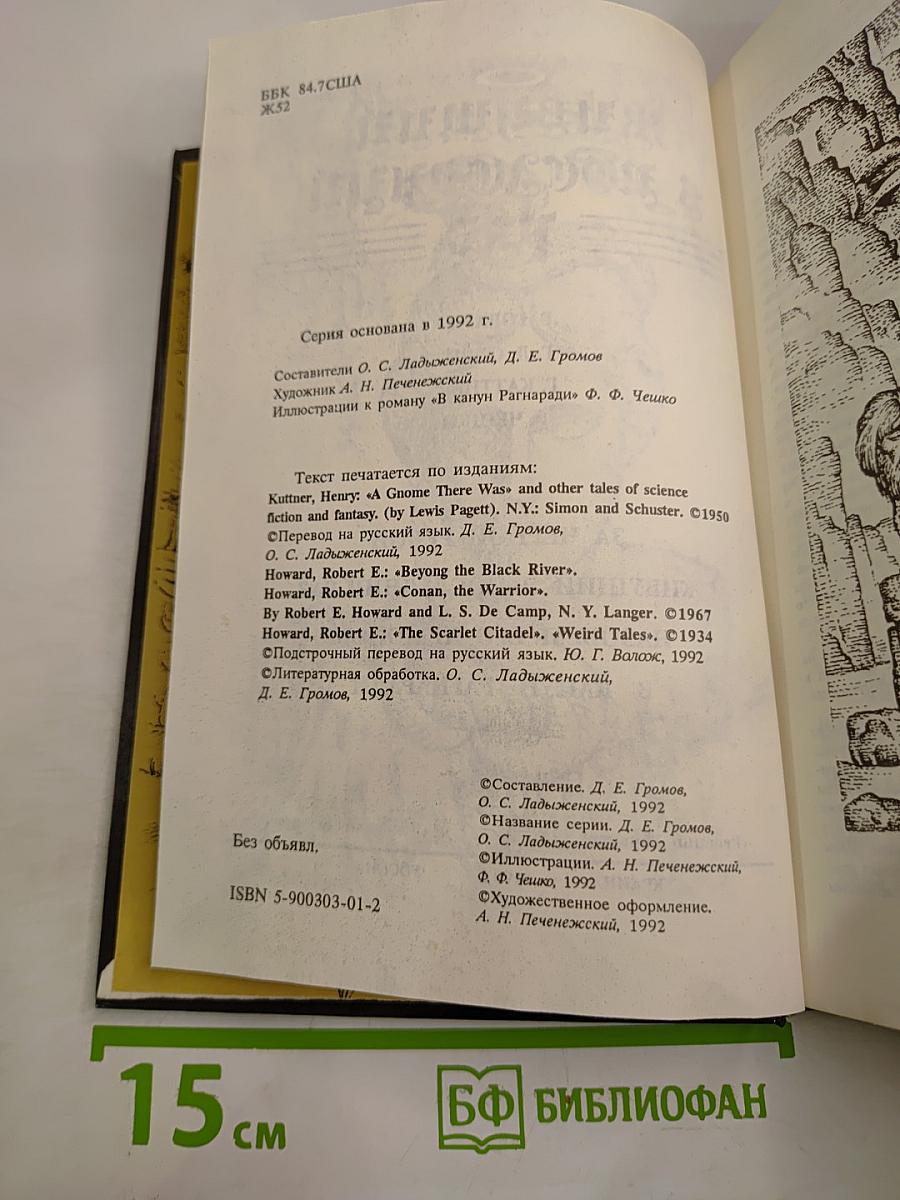 ББК 84.7США
Ж52
Серия основана в 1992 г.
Составители О. С. Ладыженский, Д. Е. Громов
Художник А. Н. Печенежский
Иллюстрации к роману «В канун Рагнаради» Ф. Ф. Чешко
Текст печатается по изданиям:
Kuttner, Henry: «A Gnome There Was» and other tales of science
fiction and fantasy. (by Lewis Pagett). N.Y.: Simon and Schuster. ©1950
©Перевод на русский язык. Д. Е. Громов,
О. С. Ладыженский, 1992
Howard, Robert E.: «Beyong the Black River».
Howard, Robert E.: «Conan, the Warrior».
By Robert E. Howard and L. S. De Camp, N. Y. Langer. ©1967
Howard, Robert E.: «The Scarlet Citadel». «Weird Tales». ©1934
©Подстрочный перевод на русский язык. Ю. Г. Волож, 1992
©Литературная обработка. О. С. Ладыженский,
Д. Е. Громов, 1992
©Составление. Д. Е. Громов,
О. С. Ладыженский, 1992
©Название серии. Д. Е. Громов,
О. С. Ладыженский, 1992
©Иллюстрации. А. Н. Печенежский,
Ф. Ф. Чешко, 1992
©Художественное оформление.
А. Н. Печенежский, 1992
Без объявл.
ISBN 5-900303-01-2
15 см
БФ БИБЛИОФАН